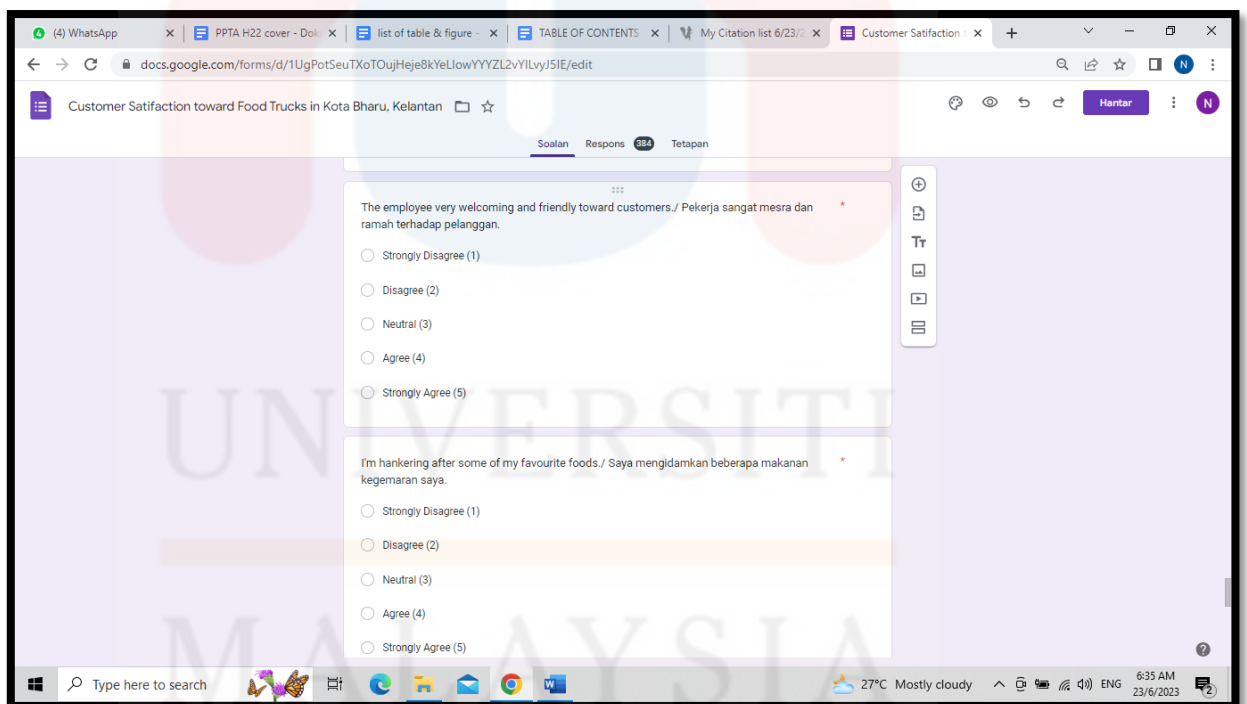 (4) WhatsApp
PPTA H22 cover - Dok
list of table & figure -
TABLE OF CONTENTS
My Citation list 6/23/2
Customer Satifaction t
docs.google.com/forms/d/1UgPotSeuTXoTOujHeje8kYeLIowYYYZL2vYILvyJ5IE/edit
N
Customer Satifaction toward Food Trucks in Kota Bharu, Kelantan
Hantar
N
Soalan Respons 384 Tetapan
The employee very welcoming and friendly toward customers./ Pekerja sangat mesra dan *
ramah terhadap pelanggan.
Strongly Disagree (1)
Disagree (2)
Neutral (3)
Agree (4)
Strongly Agree (5)
Tt
UNIVERSITI
I'm hankering after some of my favourite foods./ Saya mengidamkan beberapa makanan *
kegemaran saya.
Strongly Disagree (1)
Disagree (2)
Neutral (3)
Agree (4)
Strongly Agree (5)
MALAYSIA
Type here to search
27°C Mostly cloudy
ENG
6:35 AM
23/6/2023
2